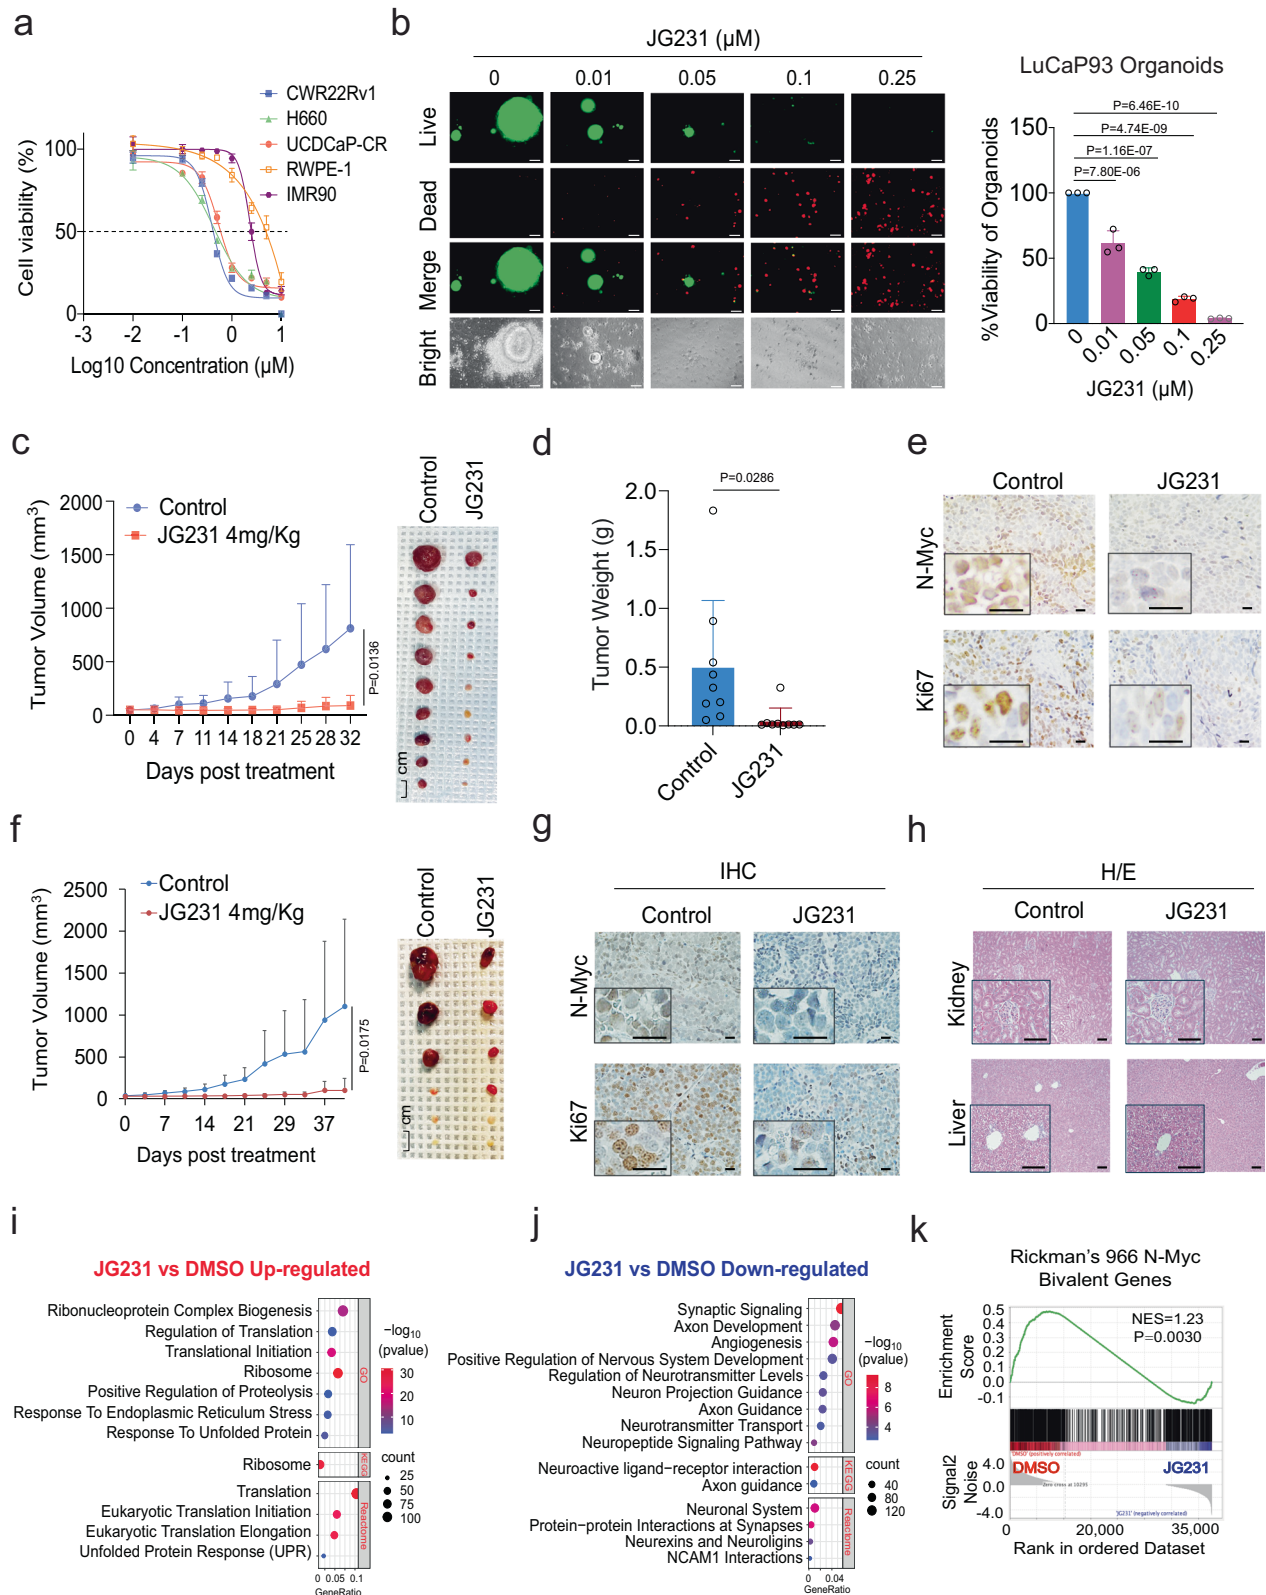 a
CWR22Rv1
H660
UCDCaP-CR
RWPE-1
IMR90
Cell viability (%)
100
50
0
-3 -2 -1 0 1
Log10 Concentration (µM)
b
JG231 (µM)
0 0.01 0.05 0.1 0.25
Live
Dead
Merge
Bright
LuCaP93 Organoids
P=6.46E-10
P=4.74E-09
P=1.16E-07
P=7.80E-06
% Viability of Organoids
150
100
50
0
0 0.01 0.05 0.1 0.25
JG231 (µM)
c
Control
JG231 4mg/Kg
Tumor Volume (mm3)
2000
1500
1000
500
0
P=0.0136
0 4 7 11 14 18 21 25 28 32
Days post treatment
Control JG231
cm
d
P=0.0286
Tumor Weight (g)
2.0
1.5
1.0
0.5
0.0
Control JG231
e
Control JG231
N-Myc
Ki67
f
Control
JG231 4mg/Kg
Tumor Volume (mm3)
2500
2000
1500
1000
500
0
P=0.0175
0 7 14 21 29 37
Days post treatment
Control JG231
cm
g
IHC
Control JG231
N-Myc
Ki67
h
H/E
Control JG231
Kidney
Liver
i
JG231 vs DMSO Up-regulated
Ribonucleoprotein Complex Biogenesis
Regulation of Translation
Translational Initiation
Ribosome
Positive Regulation of Proteolysis
Response To Endoplasmic Reticulum Stress
Response To Unfolded Protein
GO
Ribosome
KEGG
Translation
Eukaryotic Translation Initiation
Eukaryotic Translation Elongation
Unfolded Protein Response (UPR)
Reactome
0 0.05 0.1
GeneRatio
−log10
(pvalue)
30
20
10
count
25
50
75
100
j
JG231 vs DMSO Down-regulated
Synaptic Signaling
Axon Development
Angiogenesis
Positive Regulation of Nervous System Development
Regulation of Neurotransmitter Levels
Neuron Projection Guidance
Axon Guidance
Neurotransmitter Transport
Neuropeptide Signaling Pathway
GO
Neuroactive ligand−receptor interaction
Axon guidance
KEGG
Neuronal System
Protein−protein Interactions at Synapses
Neurexins and Neuroligins
NCAM1 Interactions
Reactome
0 0.04
GeneRatio
−log10
(pvalue)
8
6
4
count
40
80
120
k
Rickman's 966 N-Myc
Bivalent Genes
NES=1.23
P=0.0030
Enrichment
Score
0.5
0.4
0.3
0.2
0.1
0.0
-0.1
'DMSO' (positively correlated)
DMSO
JG231
Zero cross at 10295
'JG231' (negatively correlated)
Signal2
Noise
4.0
0.0
-4.0
0 20,000 35,000
Rank in ordered Dataset